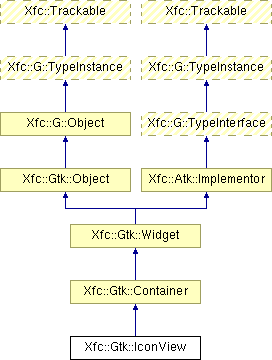 Xfc::Trackable Xfc::Trackable
Xfc::G::TypeInstance Xfc::G::TypeInstance
Xfc::G::Object Xfc::G::TypeInterface
Xfc::Gtk::Object Xfc::Atk::Implementor
Xfc::Gtk::Widget
Xfc::Gtk::Container
Xfc::Gtk::IconView